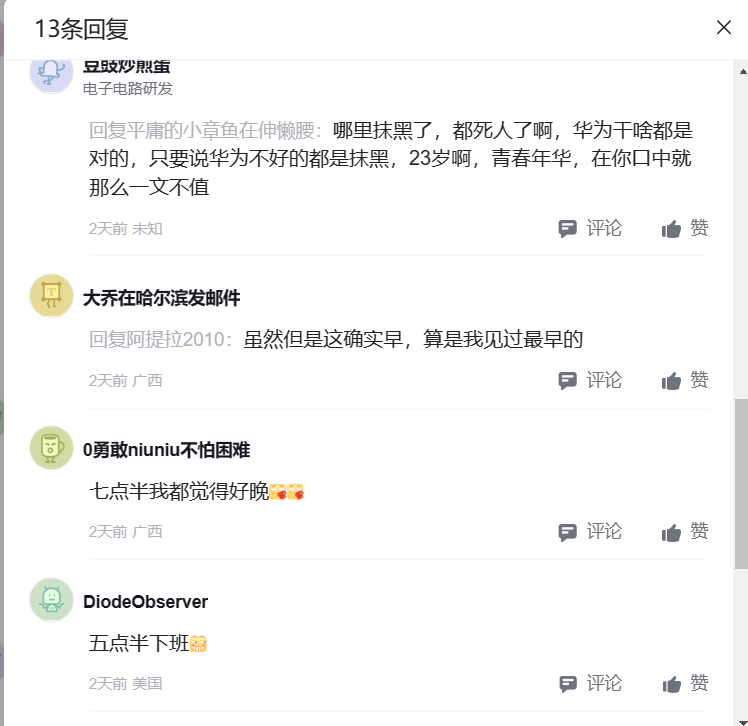 13条回复
豆豉炒煎蛋
电子电路研发
回复平庸的小章鱼在伸懒腰：哪里抹黑了，都死人了啊，华为干啥都是
对的，只要说华为不好的都是抹黑，23岁啊，青春年华，在你口中就
那么一文不值
2天前 未知 评论 赞
大乔在哈尔滨发邮件
回复阿提拉2010：虽然但是这确实早，算是我见过最早的
2天前 广西 评论 赞
0勇敢niuniu不怕困难
七点半我都觉得好晚
2天前 广西 评论 赞
DiodeObserver
五点半下班
2天前 美国 评论 赞